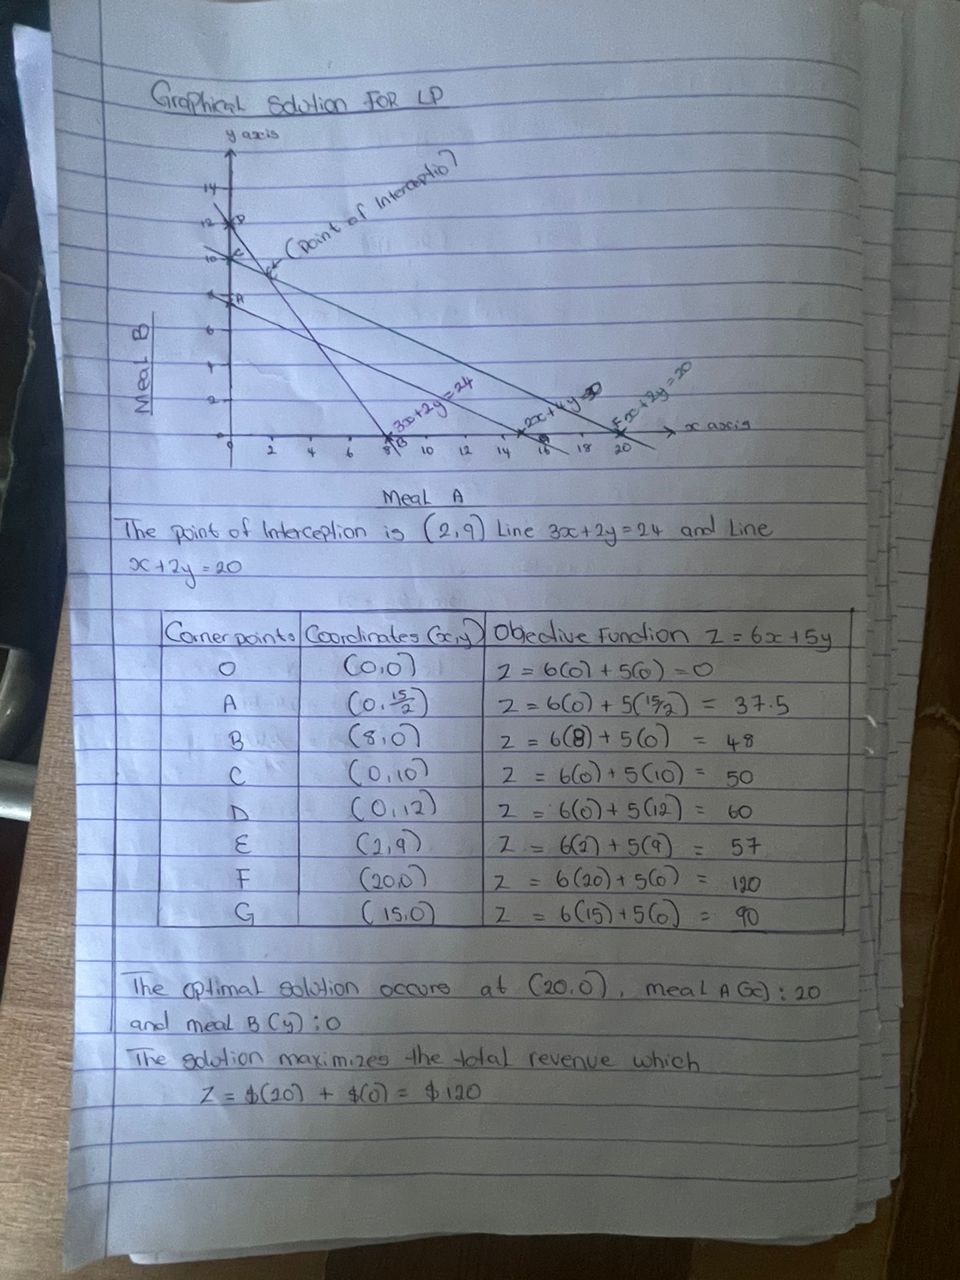 Graphical Solution FOR LP
y axis
14
12
D
(Point of Interceptio)
10
C
E
A
6
4
2
Meal B
3x+2y=24
2x+4y=30
F
x+2y=20
x axis
0
2
4
6
8
B
10
12
14
16
18
20
Meal A
The point of Interception is (2,9) Line 3x+2y=24 and Line
x+2y=20
Corner points Coordinates (x,y) Objective Function Z = 6x+5y
O (0,0) Z = 6(0) + 5(0) = 0
A (0, 15/2) Z = 6(0) + 5(15/2) = 37.5
B (8,0) Z = 6(8) + 5(0) = 48
C (0,10) Z = 6(0) + 5(10) = 50
D (0,12) Z = 6(0) + 5(12) = 60
E (2,9) Z = 6(2) + 5(9) = 57
F (20,0) Z = 6(20) + 5(0) = 120
G (15,0) Z = 6(15) + 5(0) = 90
The optimal solution occurs at (20,0), meal A (x) : 20
and meal B (y) : 0
The solution maximizes the total revenue which
Z = $(20) + $(0) = $120